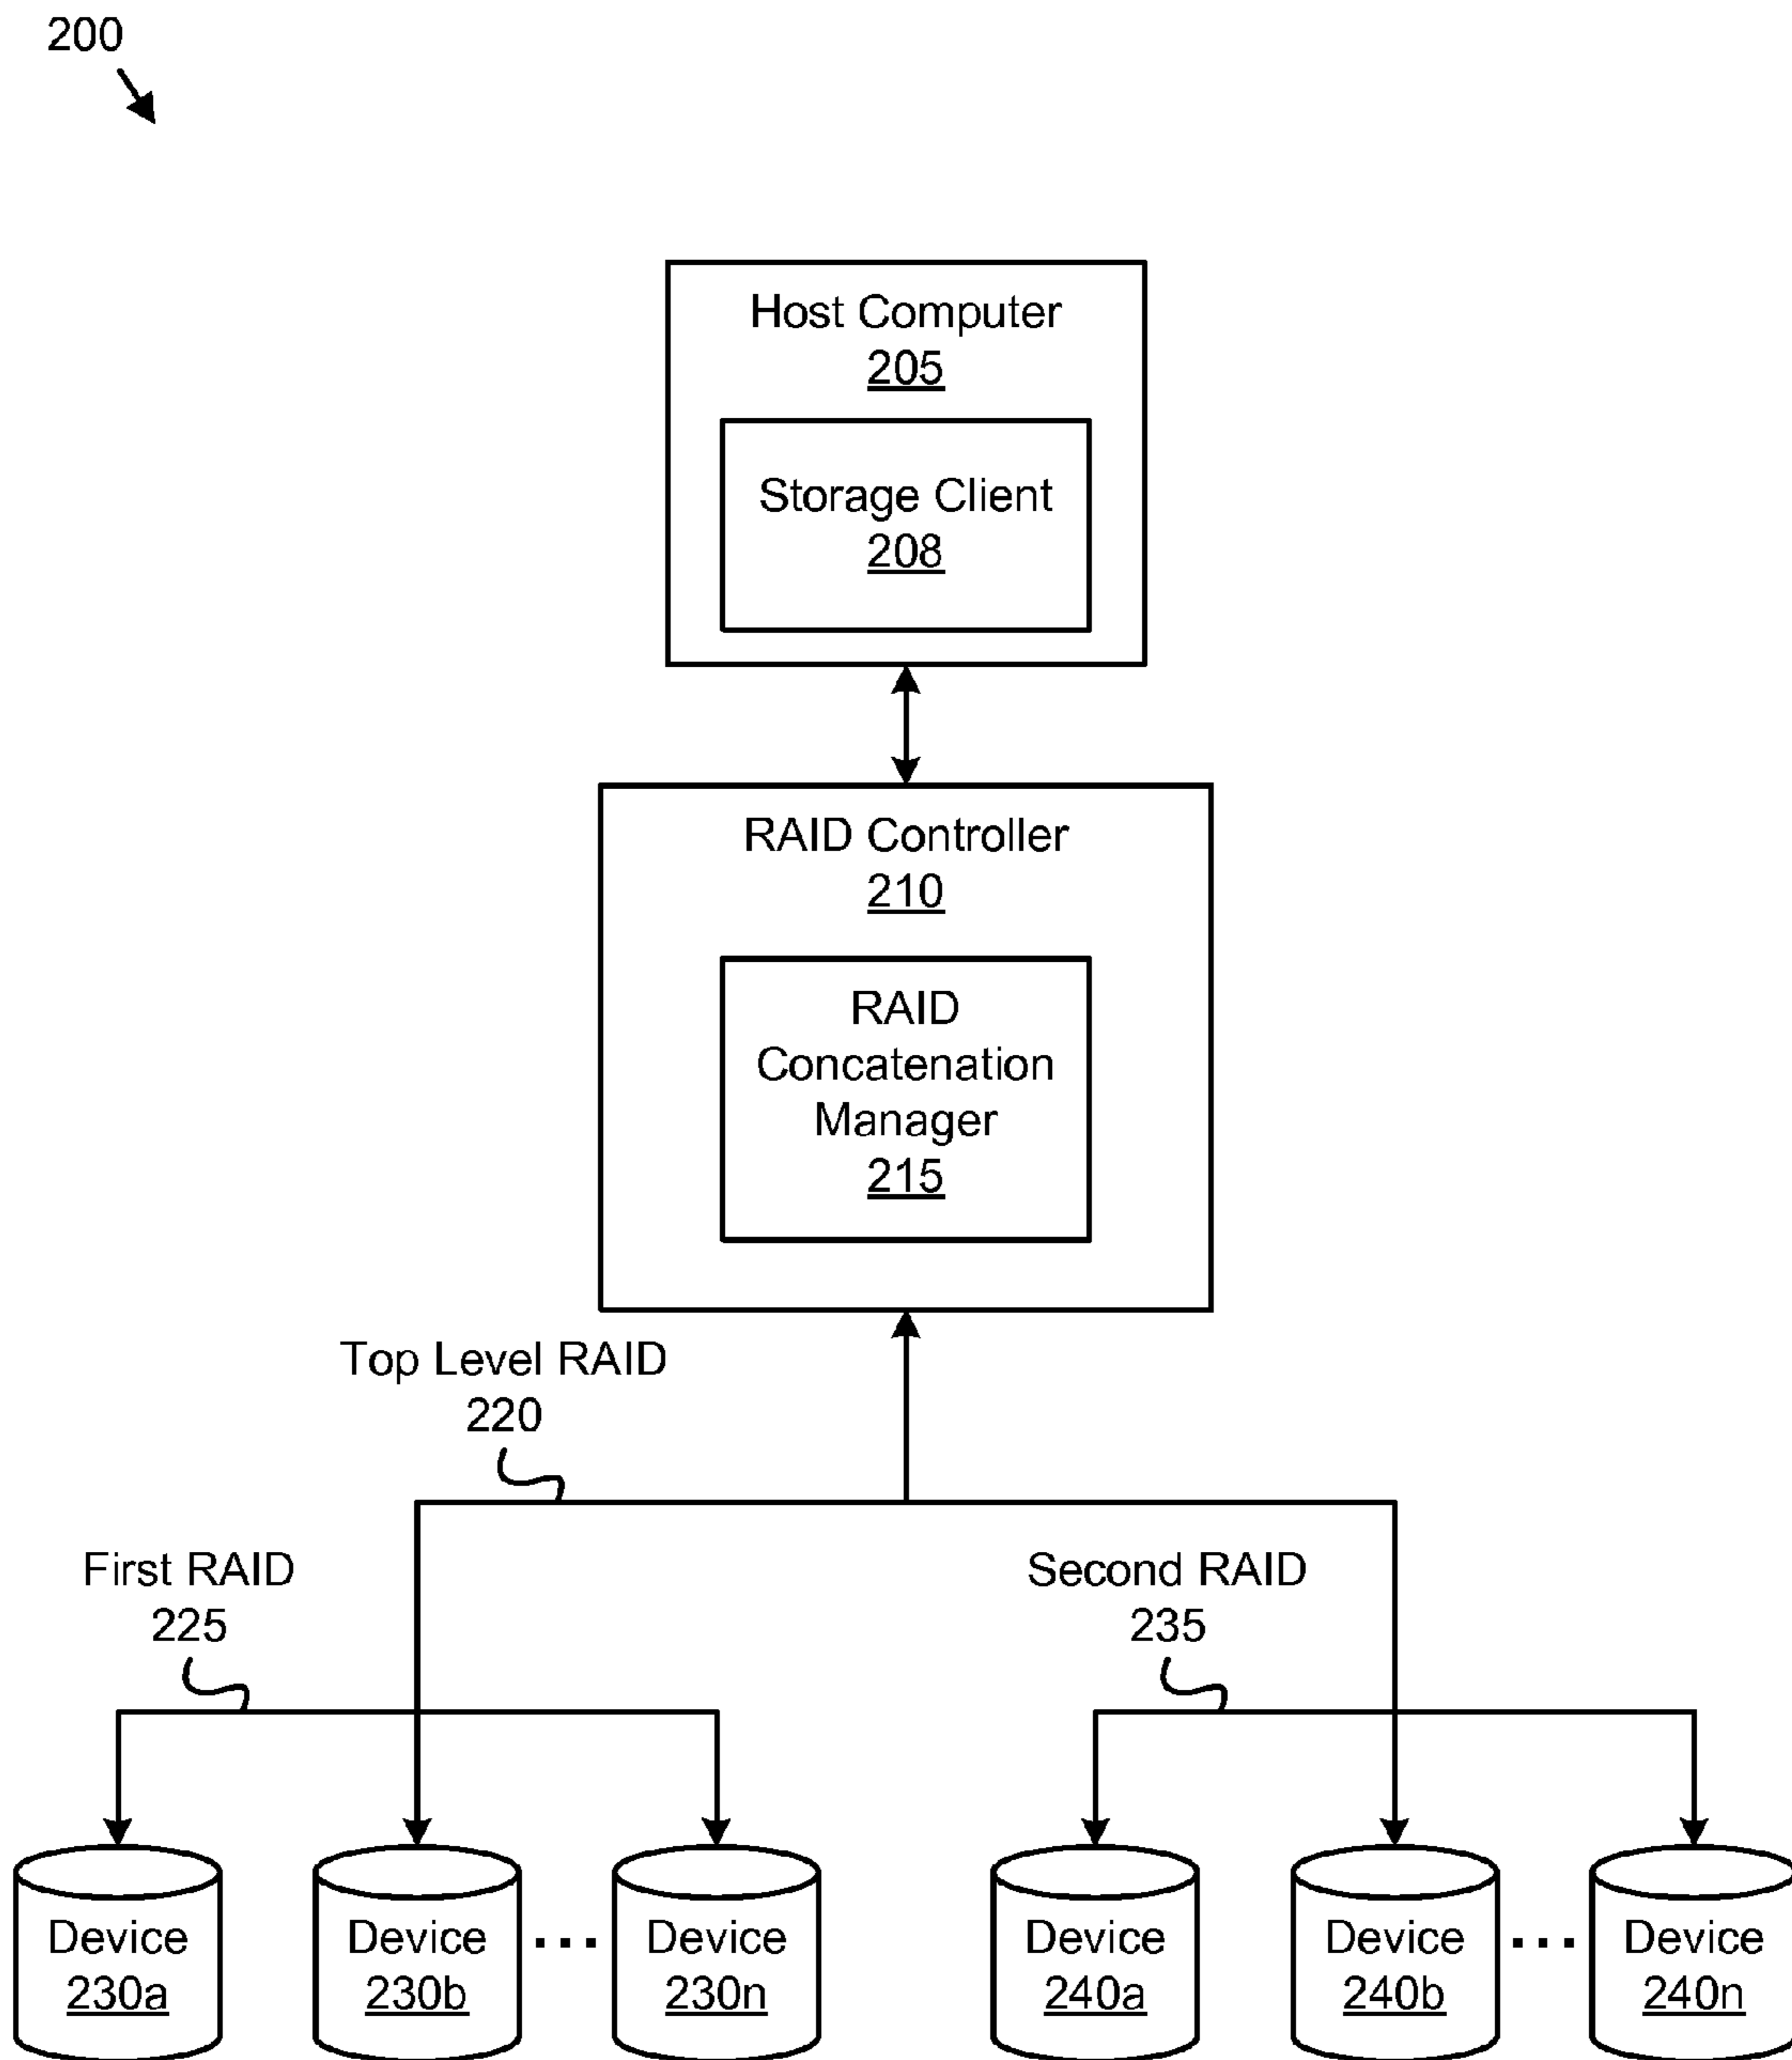 200
Host Computer
205
Storage Client
208
RAID Controller
210
RAID
Concatenation
Manager
215
Top Level RAID
220
First RAID
225
Second RAID
235
Device
230a
Device
230b
...
Device
230n
Device
240a
Device
240b
...
Device
240n